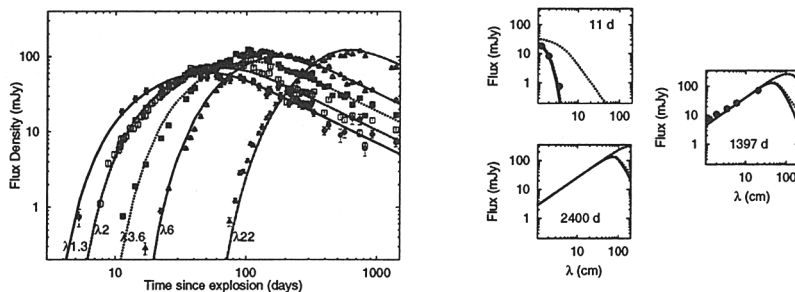 Flux Density (mJy)
100
10
1
λ1.3
λ2
λ3.6
λ6
λ22
10
100
1000
Time since explosion (days)
Flux (mJy)
100
10
1
11 d
10
100
Flux (mJy)
100
10
1
2400 d
10
100
λ (cm)
Flux (mJy)
100
10
1
1397 d
10
100
λ (cm)